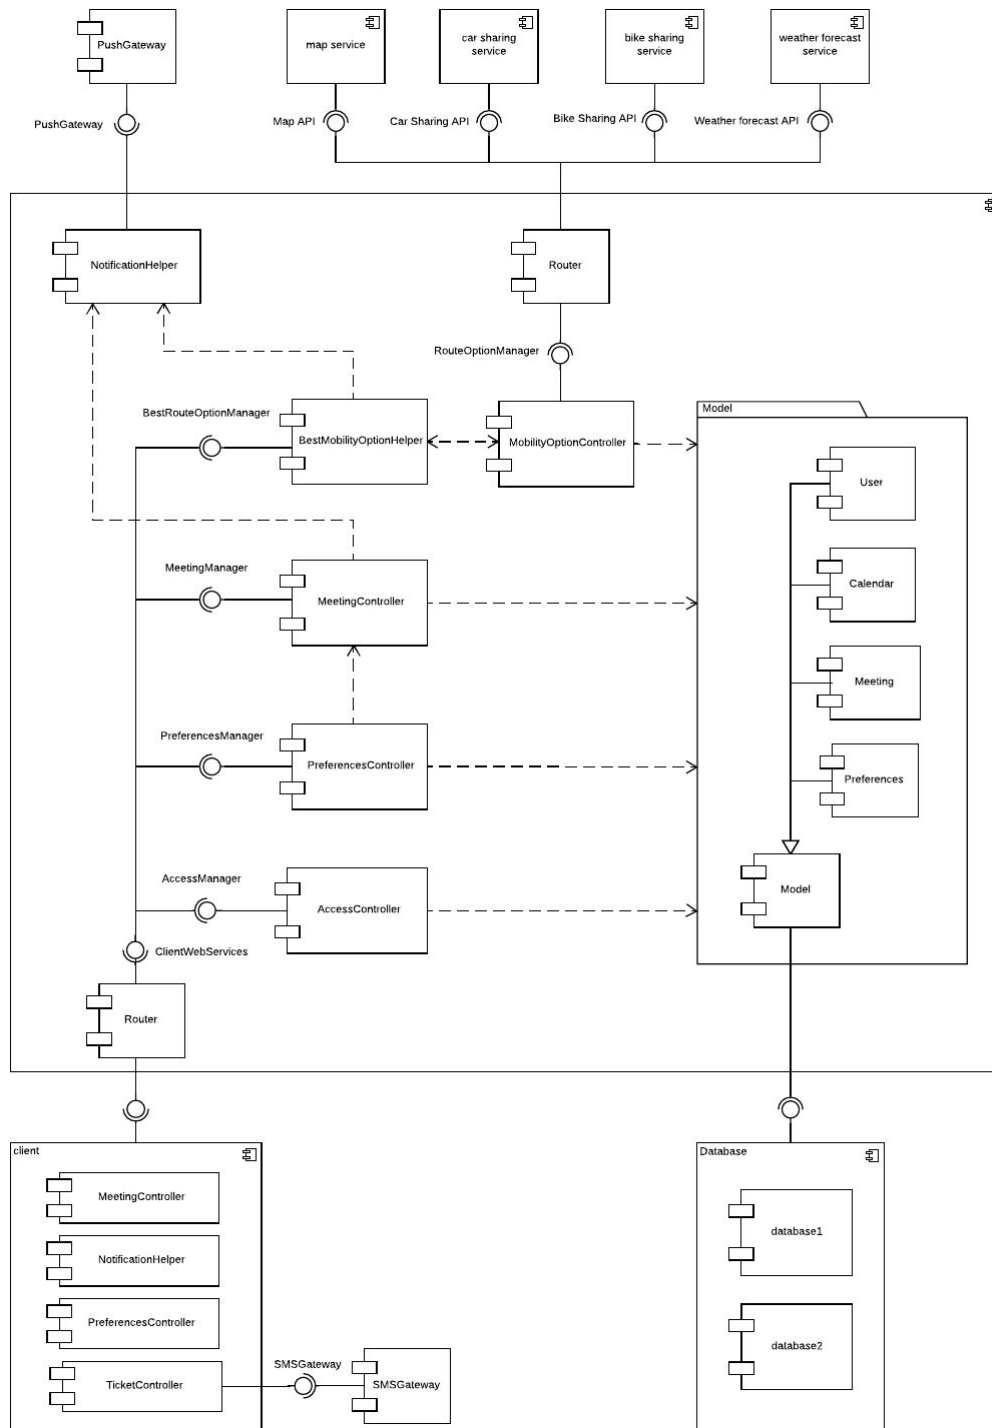 PushGateway
map service
car sharing
service
bike sharing
service
weather forecast
service
PushGateway
Map API
Car Sharing API
Bike Sharing API
Weather forecast API
NotificationHelper
Router
RouteOptionManager
BestRouteOptionManager
BestMobilityOptionHelper
MobilityOptionController
Model
User
MeetingManager
MeetingController
Calendar
Meeting
PreferencesManager
PreferencesController
Preferences
AccessManager
AccessController
Model
ClientWebServices
Router
client
Database
MeetingController
database1
NotificationHelper
PreferencesController
database2
TicketController
SMSGateway
SMSGateway